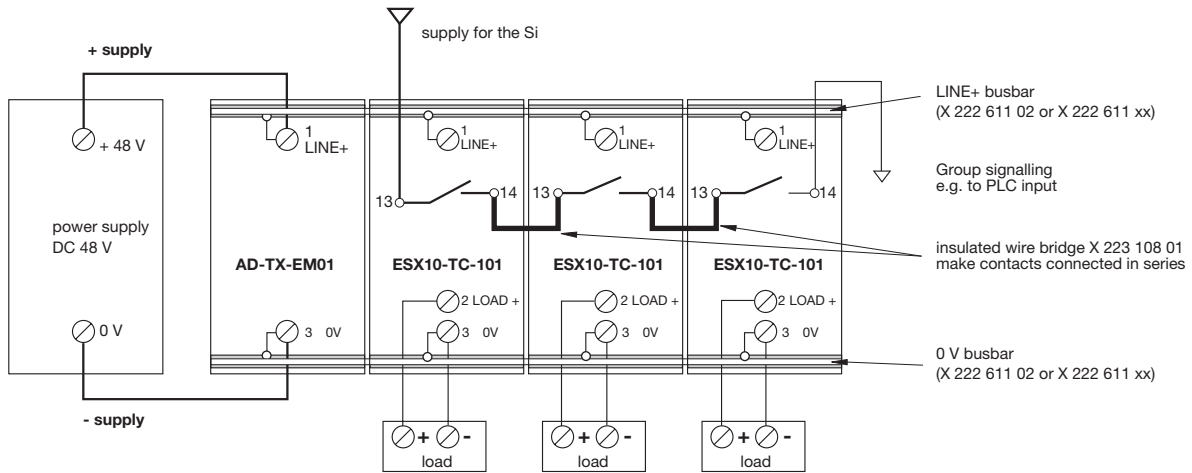 supply for the Si
+ supply
LINE+ busbar
(X 222 611 02 or X 222 611 xx)
+ 48 V
1
LINE+
1
LINE+
1
LINE+
1
LINE+
Group signalling
e.g. to PLC input
13
14
13
14
13
14
power supply
DC 48 V
insulated wire bridge X 223 108 01
make contacts connected in series
AD-TX-EM01
ESX10-TC-101
ESX10-TC-101
ESX10-TC-101
2 LOAD +
2 LOAD +
2 LOAD +
0 V
3 0V
3 0V
3 0V
3 0V
0 V busbar
(X 222 611 02 or X 222 611 xx)
- supply
+ -
load
+ -
load
+ -
load